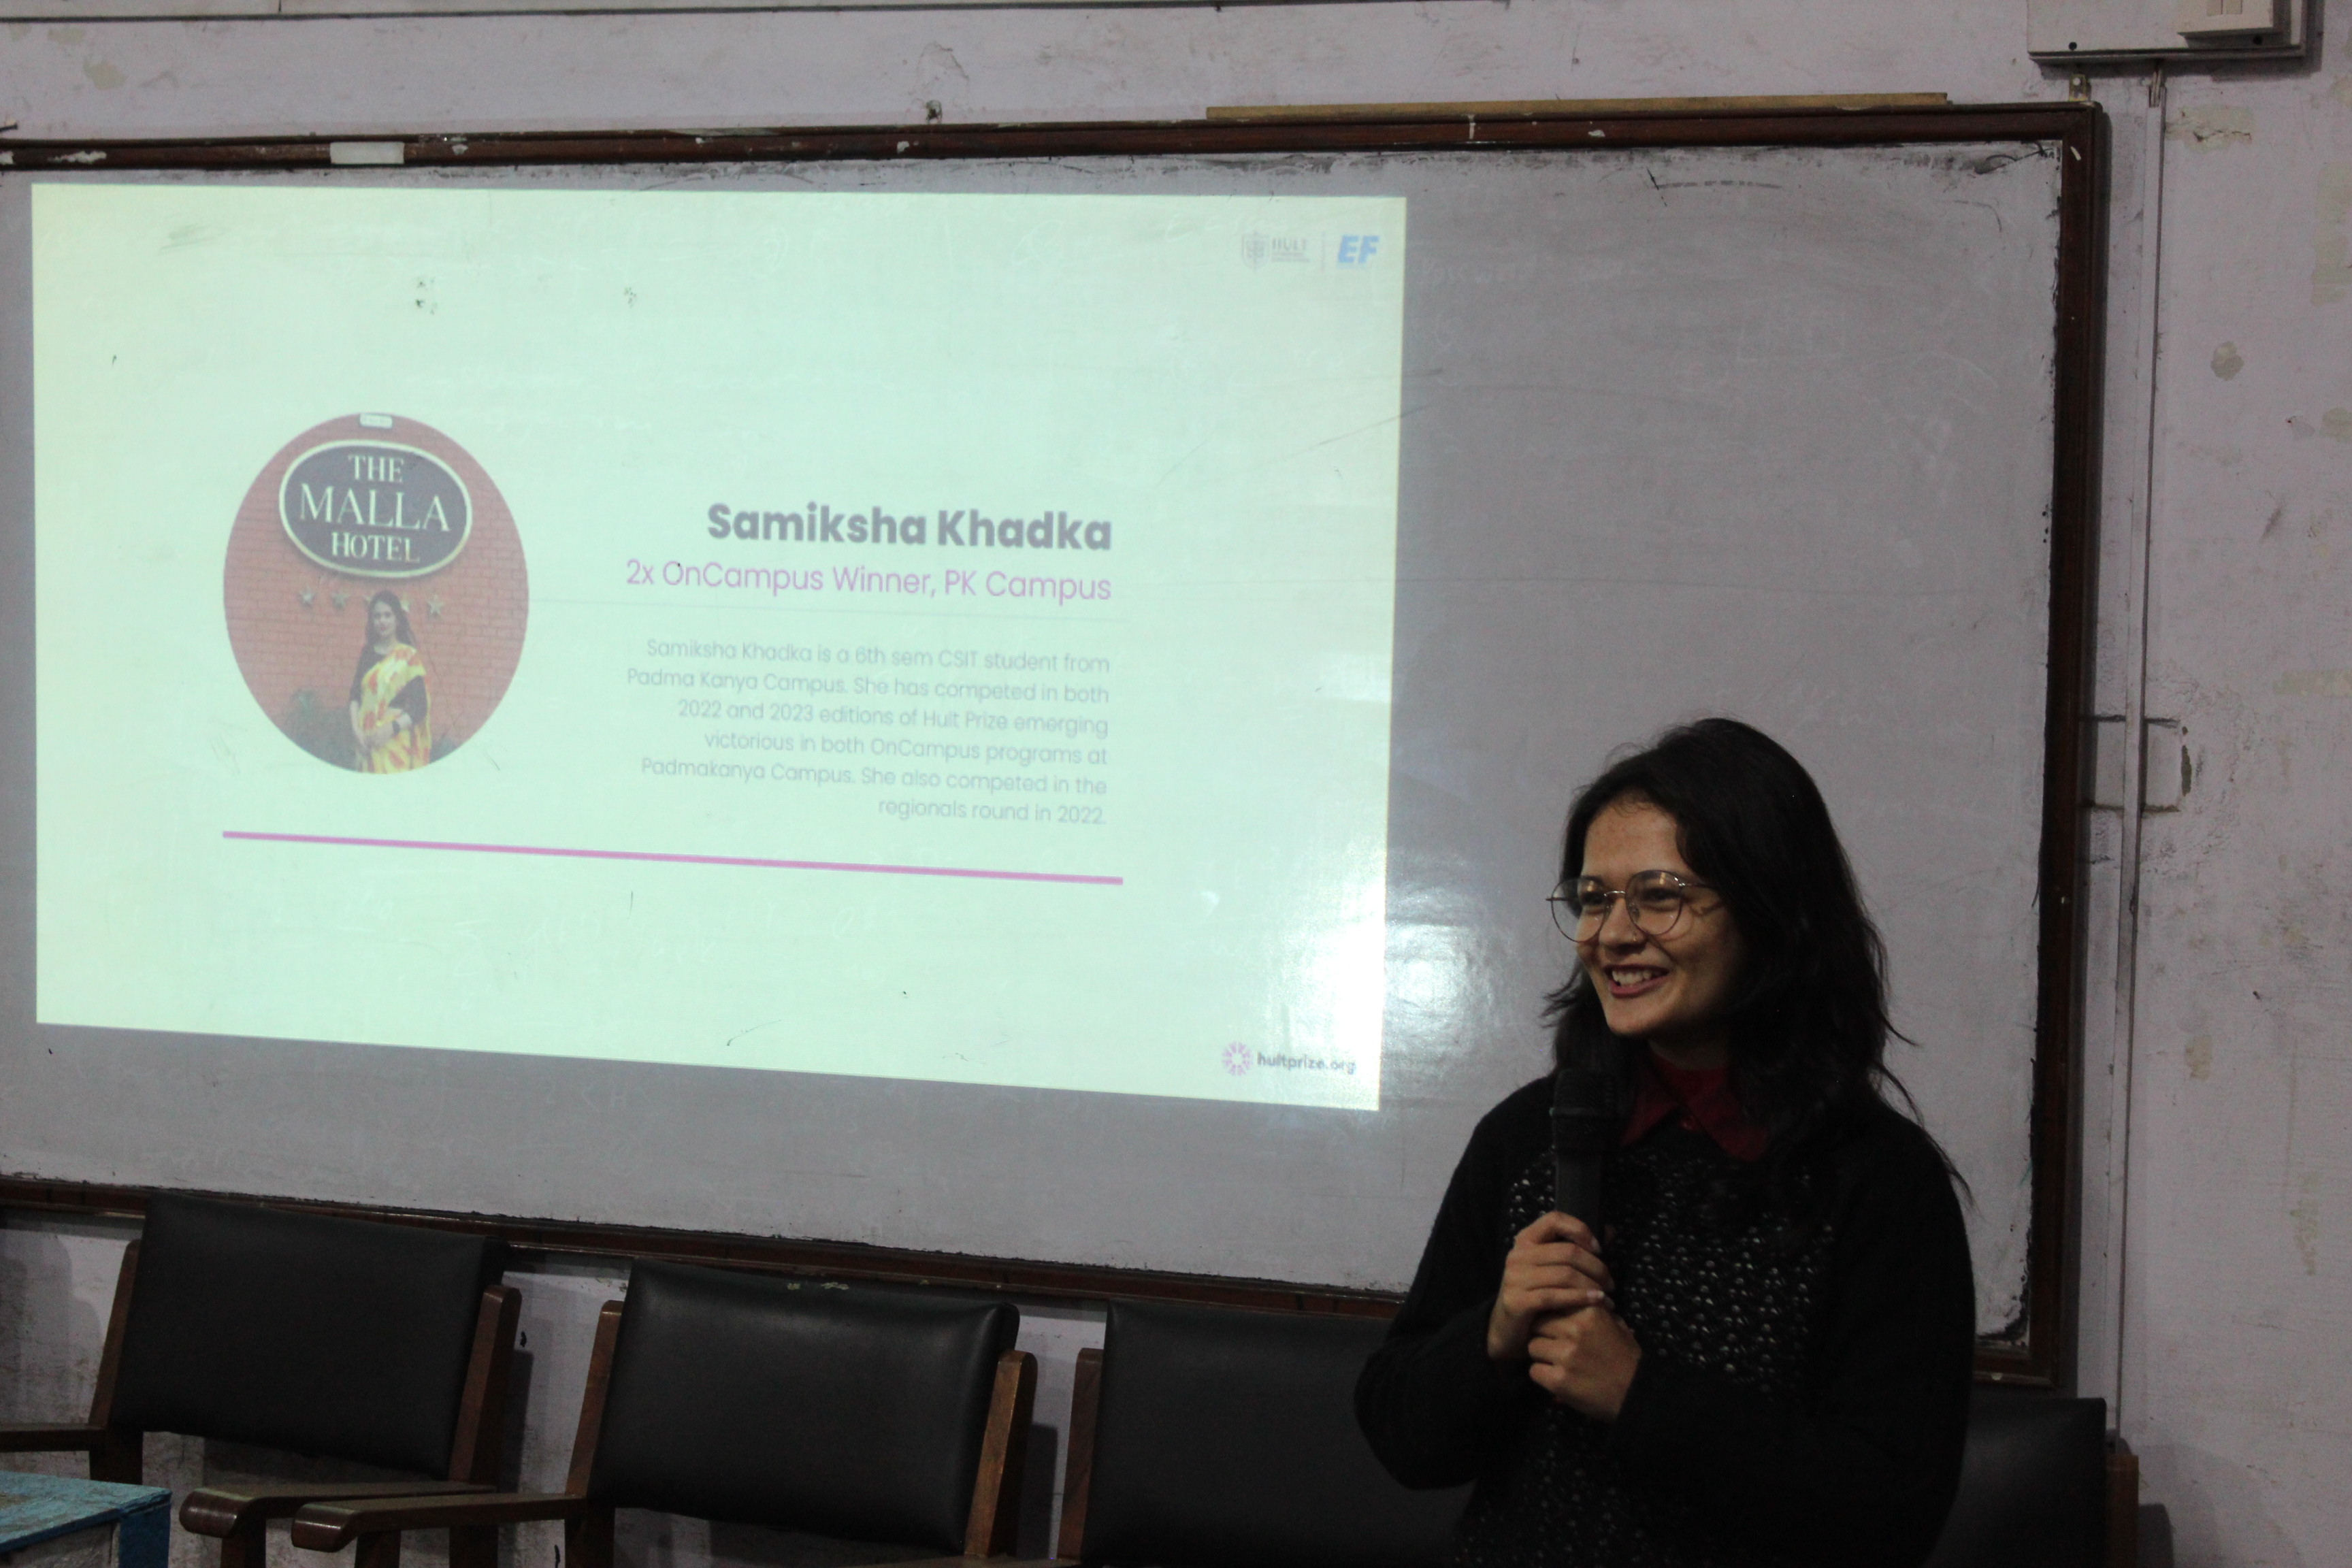 HULT
EF
THE
MALLA
HOTEL
Samiksha Khadka
2x OnCampus Winner, PK Campus
Samiksha Khadka is a 6th sem CSIT student from
Padma Kanya Campus. She has competed in both
2022 and 2023 editions of Hult Prize emerging
victorious in both OnCampus programs at
Padmakanya Campus. She also competed in the
regionals round in 2022.
hultprize.org